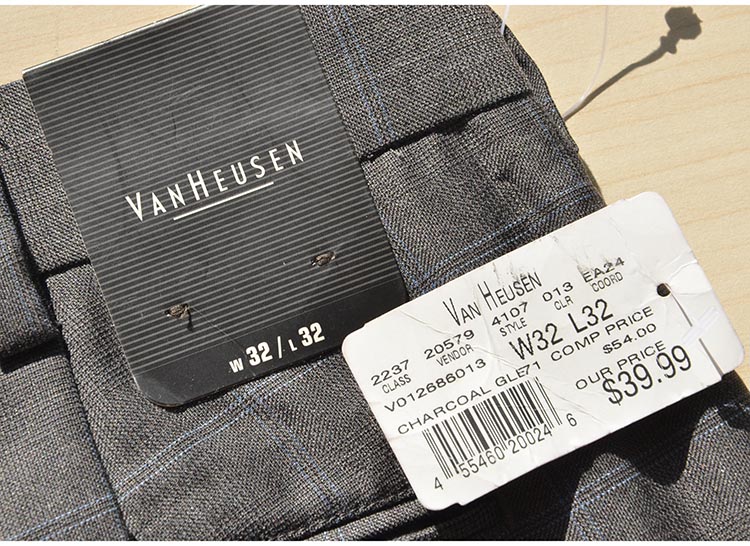 VANHEUSEN
W 32 / L 32
VAN HEUSEN
2237 20579 4107 013 EA24
CLASS VENDOR STYLE CLR COORD
V012686013 W32 L32
CHARCOAL GLE71 COMP PRICE
$54.00
OUR PRICE
$39.99
4 55460 20024 6